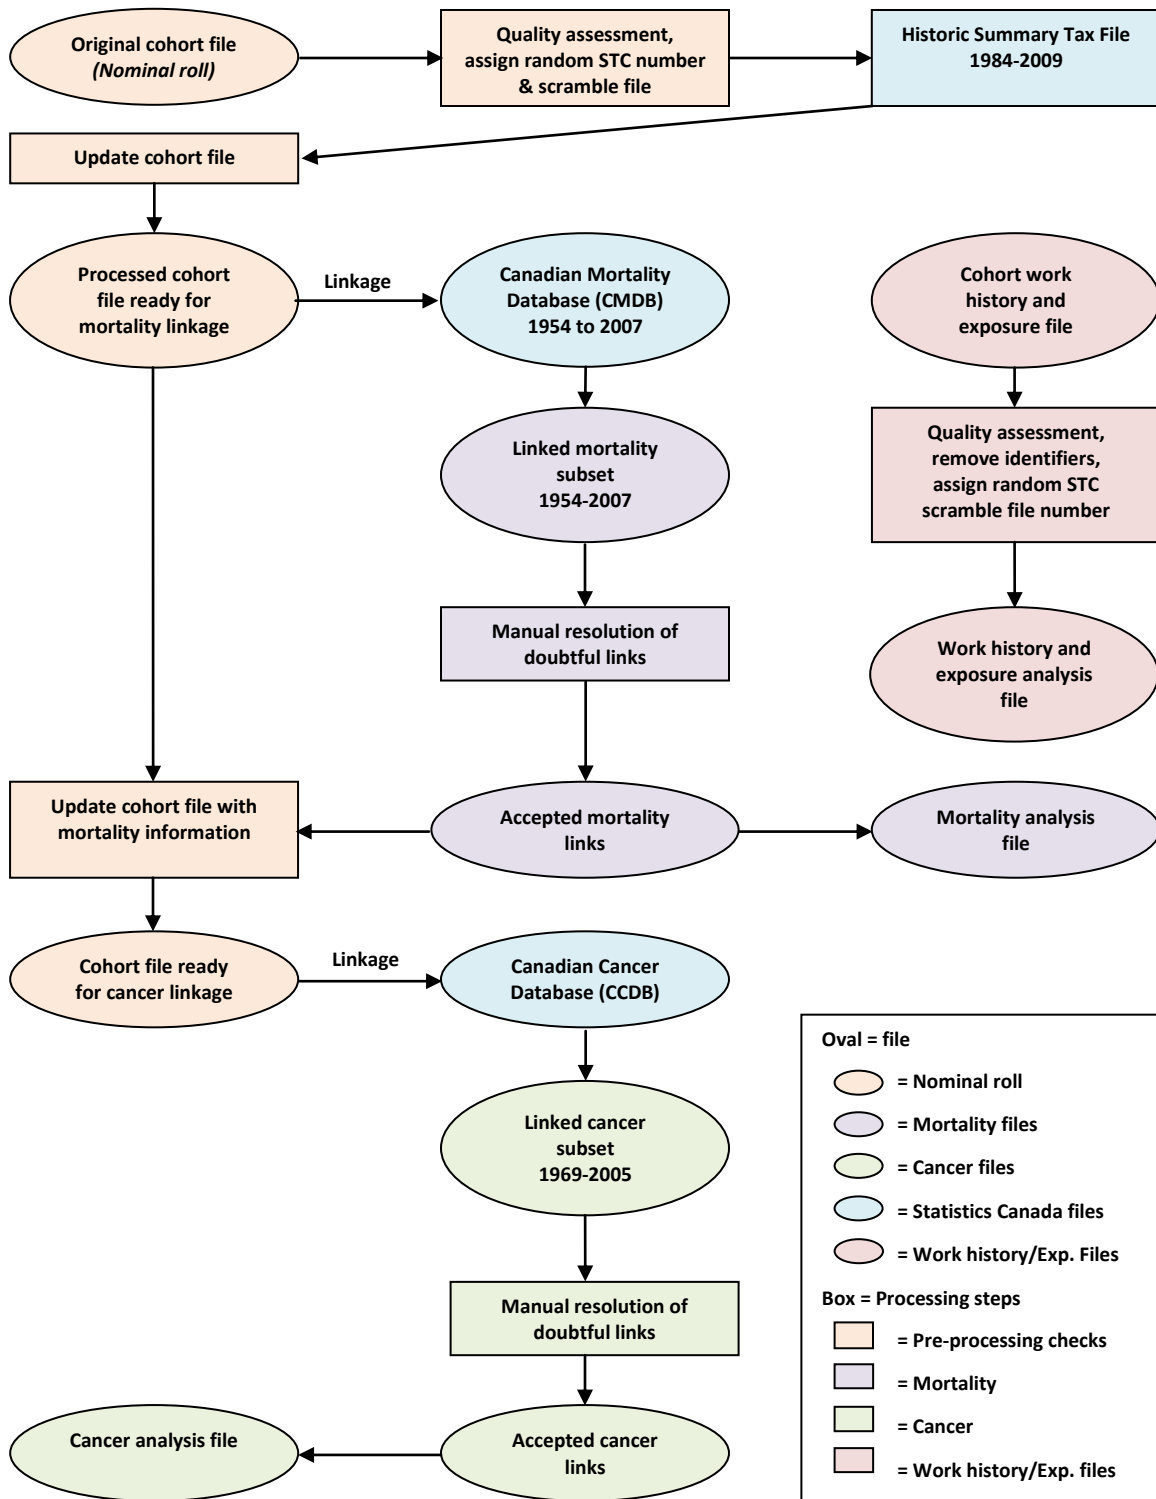 Original cohort file
(Nominal roll)
Quality assessment,
assign random STC number
& scramble file
Historic Summary Tax File
1984-2009
Update cohort file
Processed cohort
file ready for
mortality linkage
Linkage
Canadian Mortality
Database (CMDB)
1954 to 2007
Cohort work
history and
exposure file
Linked mortality
subset
1954-2007
Quality assessment,
remove identifiers,
assign random STC
scramble file number
Manual resolution of
doubtful links
Work history and
exposure analysis
file
Update cohort file with
mortality information
Accepted mortality
links
Mortality analysis
file
Cohort file ready
for cancer linkage
Linkage
Canadian Cancer
Database (CCDB)
Linked cancer
subset
1969-2005
Manual resolution of
doubtful links
Cancer analysis file
Accepted cancer
links
Oval = file
= Nominal roll
= Mortality files
= Cancer files
= Statistics Canada files
= Work history/Exp. Files
Box = Processing steps
= Pre-processing checks
= Mortality
= Cancer
= Work history/Exp. files